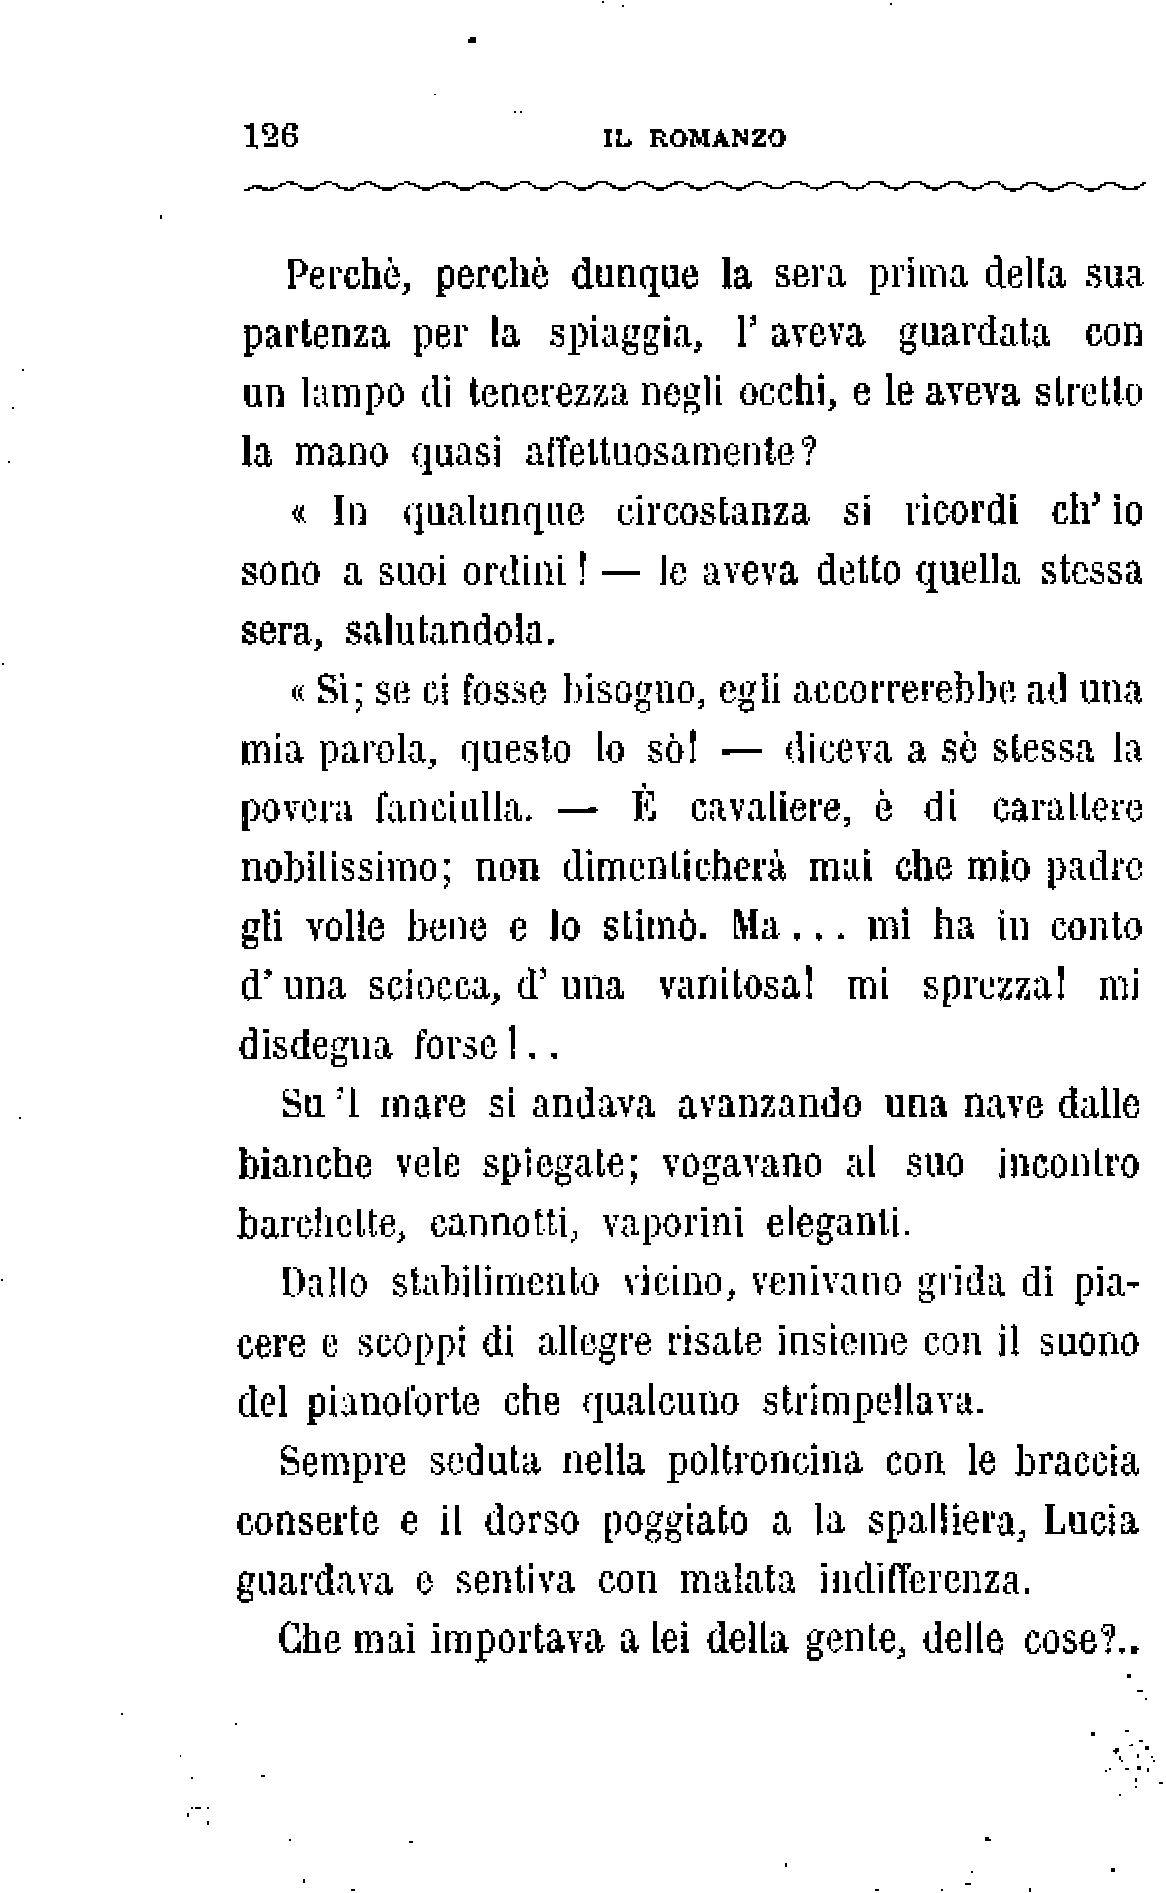 126 IL ROMANZO
Perchè, perchè dunque la sera prima della sua
partenza per la spiaggia, l' aveva guardata con
un lampo di tenerezza negli occhi, e le aveva stretto
la mano quasi affettuosamente?
« In qualunque circostanza si ricordi ch' io
sono a suoi ordini! — le aveva detto quella stessa
sera, salutandola.
« Sì; se ci fosse bisogno, egli accorrerebbe ad una
mia parola, questo lo sò! — diceva a sè stessa la
povera fanciulla. — È cavaliere, è di carattere
nobilissimo; non dimenticherà mai che mio padre
gli volle bene e lo stimò. Ma... mi ha in conto
d' una sciocca, d' una vanitosa! mi sprezza! mi
disdegna forse!..
Su 'l mare si andava avanzando una nave dalle
bianche vele spiegate; vogavano al suo incontro
barchette, cannotti, vaporini eleganti.
Dallo stabilimento vicino, venivano grida di pia-
cere e scoppi di allegre risate insieme con il suono
del pianoforte che qualcuno strimpellava.
Sempre seduta nella poltroncina con le braccia
conserte e il dorso poggiato a la spalliera, Lucia
guardava e sentiva con malata indifferenza.
Che mai importava a lei della gente, delle cose?..